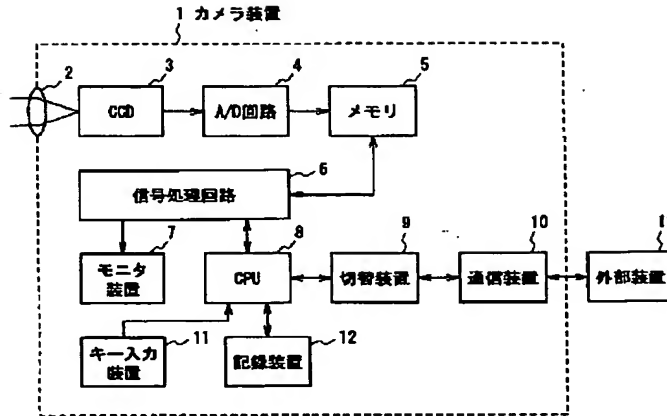 1 カメラ装置
2
3
4
5
CCD
A/D回路
メモリ
6
信号処理回路
7
8
9
10
モニタ
装置
CPU
切替装置
通信装置
外部装置
11
12
キー入力
装置
記録装置